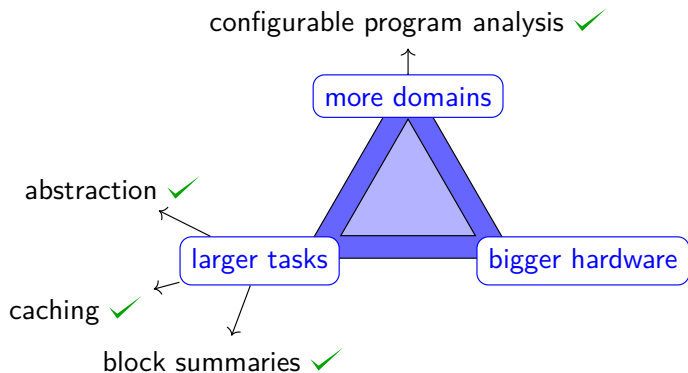 configurable program analysis ✓
more domains
abstraction ✓
larger tasks
bigger hardware
caching ✓
block summaries ✓